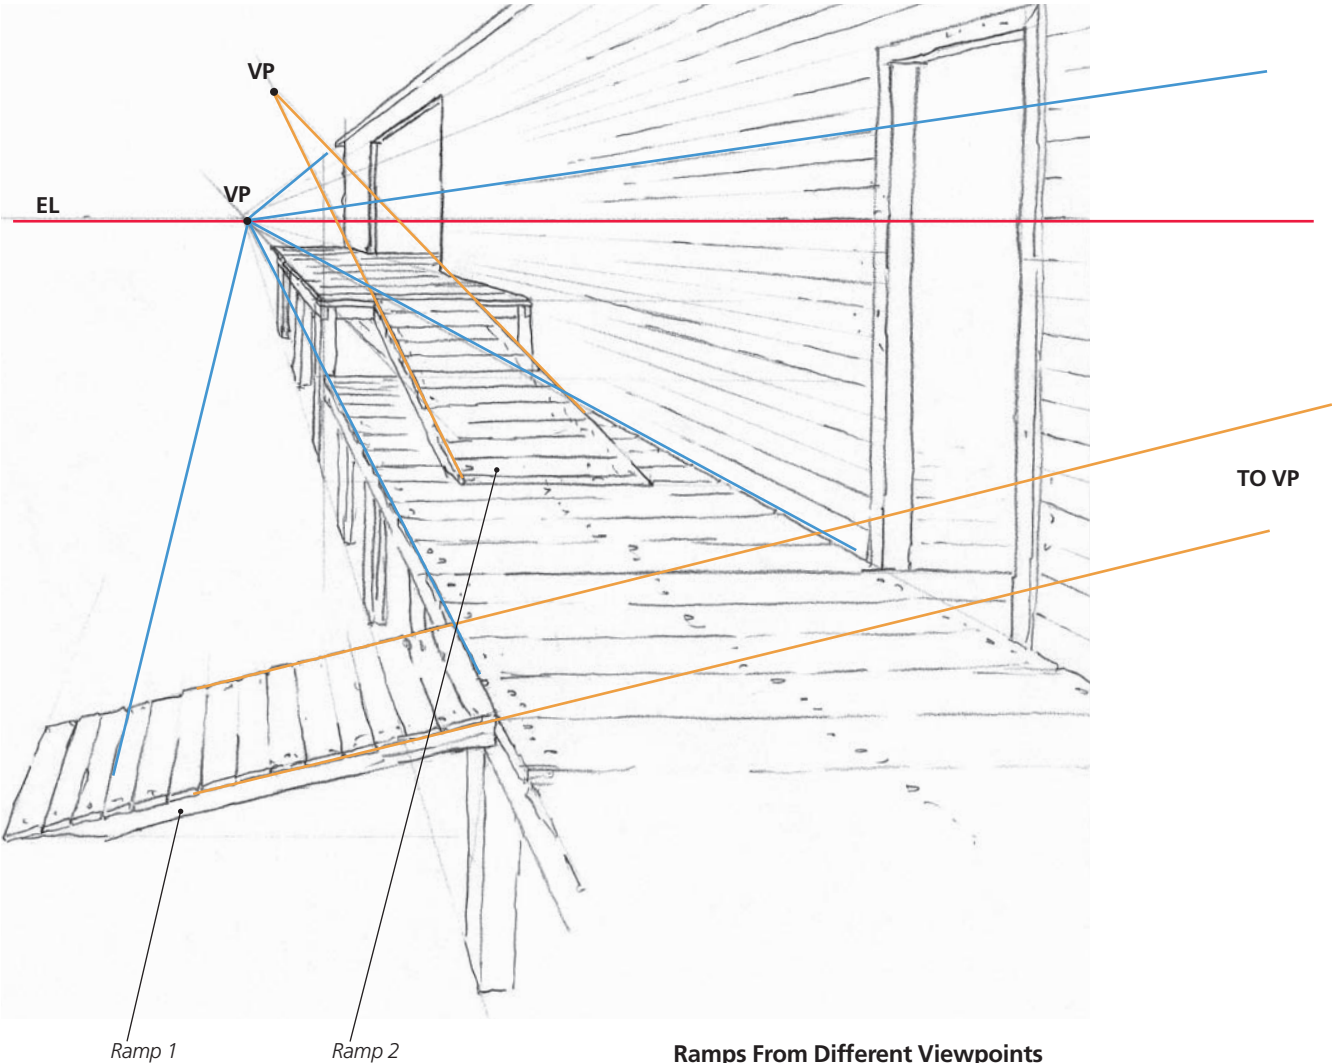 VP
VP
EL
TO VP
Ramp 1
Ramp 2
Ramps From Different Viewpoints